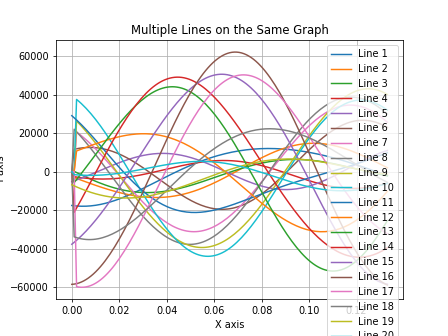 Multiple Lines on the Same Graph
60000
40000
20000
0
−20000
−40000
−60000
0.00
0.02
0.04
0.06
0.08
0.10
X axis
Line 1
Line 2
Line 3
Line 4
Line 5
Line 6
Line 7
Line 8
Line 9
Line 10
Line 11
Line 12
Line 13
Line 14
Line 15
Line 16
Line 17
Line 18
Line 19
Line 20